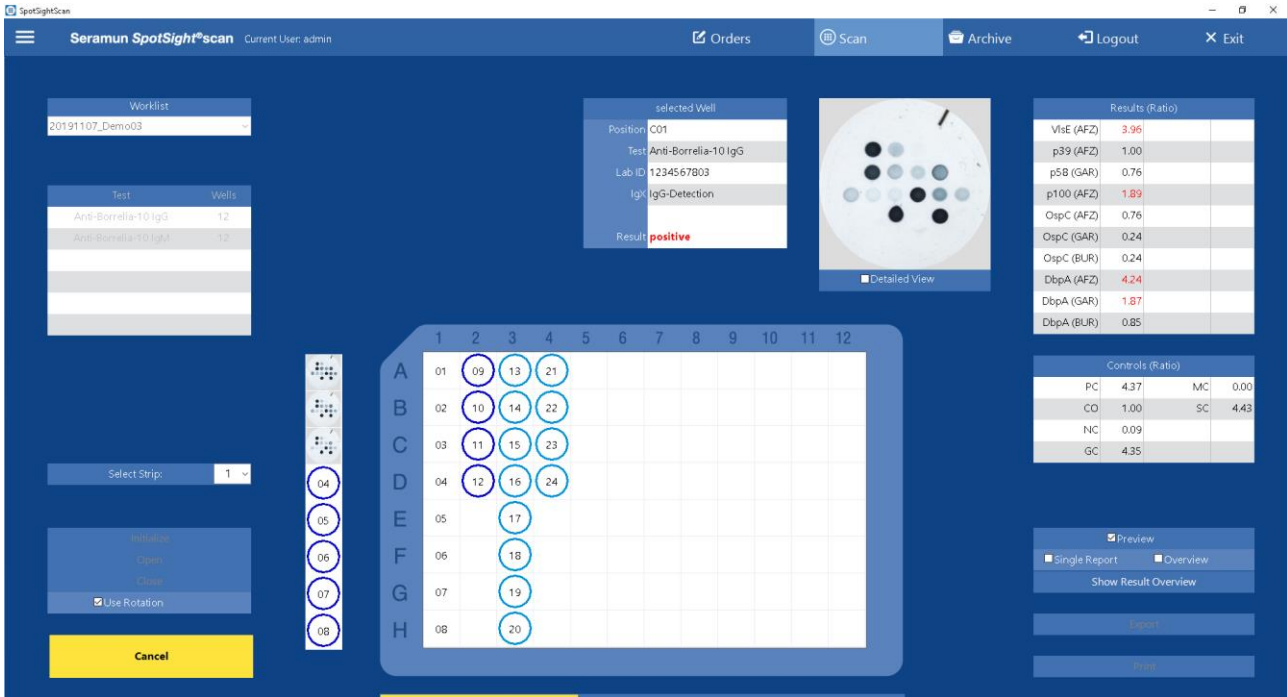 SpotSightScan
Seramun SpotSight®scan Current User: admin
Orders
Scan
Archive
Logout
Exit
Worklist
20191107_Demo03
Test Wells
Anti-Borrelia-10 IgG 12
Anti-Borrelia-10 IgM 12
Select Strip: 1
Initialize
Open
Close
Use Rotation
Cancel
selected Well
Position C01
Test Anti-Borrelia-10 IgG
Lab ID 1234567803
IgX IgG-Detection
Result positive
Detailed View
04
05
06
07
08
1 2 3 4 5 6 7 8 9 10 11 12
A 01 09 13 21
B 02 10 14 22
C 03 11 15 23
D 04 12 16 24
E 05 17
F 06 18
G 07 19
H 08 20
Results (Ratio)
VlsE (AFZ) 3.96
p39 (AFZ) 1.00
p58 (GAR) 0.76
p100 (AFZ) 1.89
OspC (AFZ) 0.76
OspC (GAR) 0.24
OspC (BUR) 0.24
DbpA (AFZ) 4.24
DbpA (GAR) 1.87
DbpA (BUR) 0.85
Controls (Ratio)
PC 4.37 MC 0.00
CO 1.00 SC 4.43
NC 0.09
GC 4.35
Preview
Single Report Overview
Show Result Overview
Export
Print